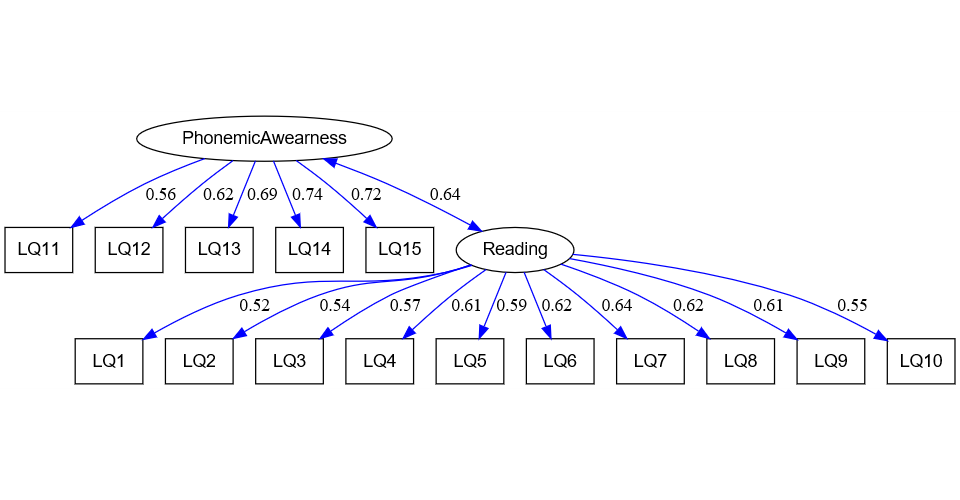 PhonemicAwearness
0.56 0.62 0.69 0.74 0.72 0.64
LQ11 LQ12 LQ13 LQ14 LQ15 Reading
0.52 0.54 0.57 0.61 0.59 0.62 0.64 0.62 0.61 0.55
LQ1 LQ2 LQ3 LQ4 LQ5 LQ6 LQ7 LQ8 LQ9 LQ10